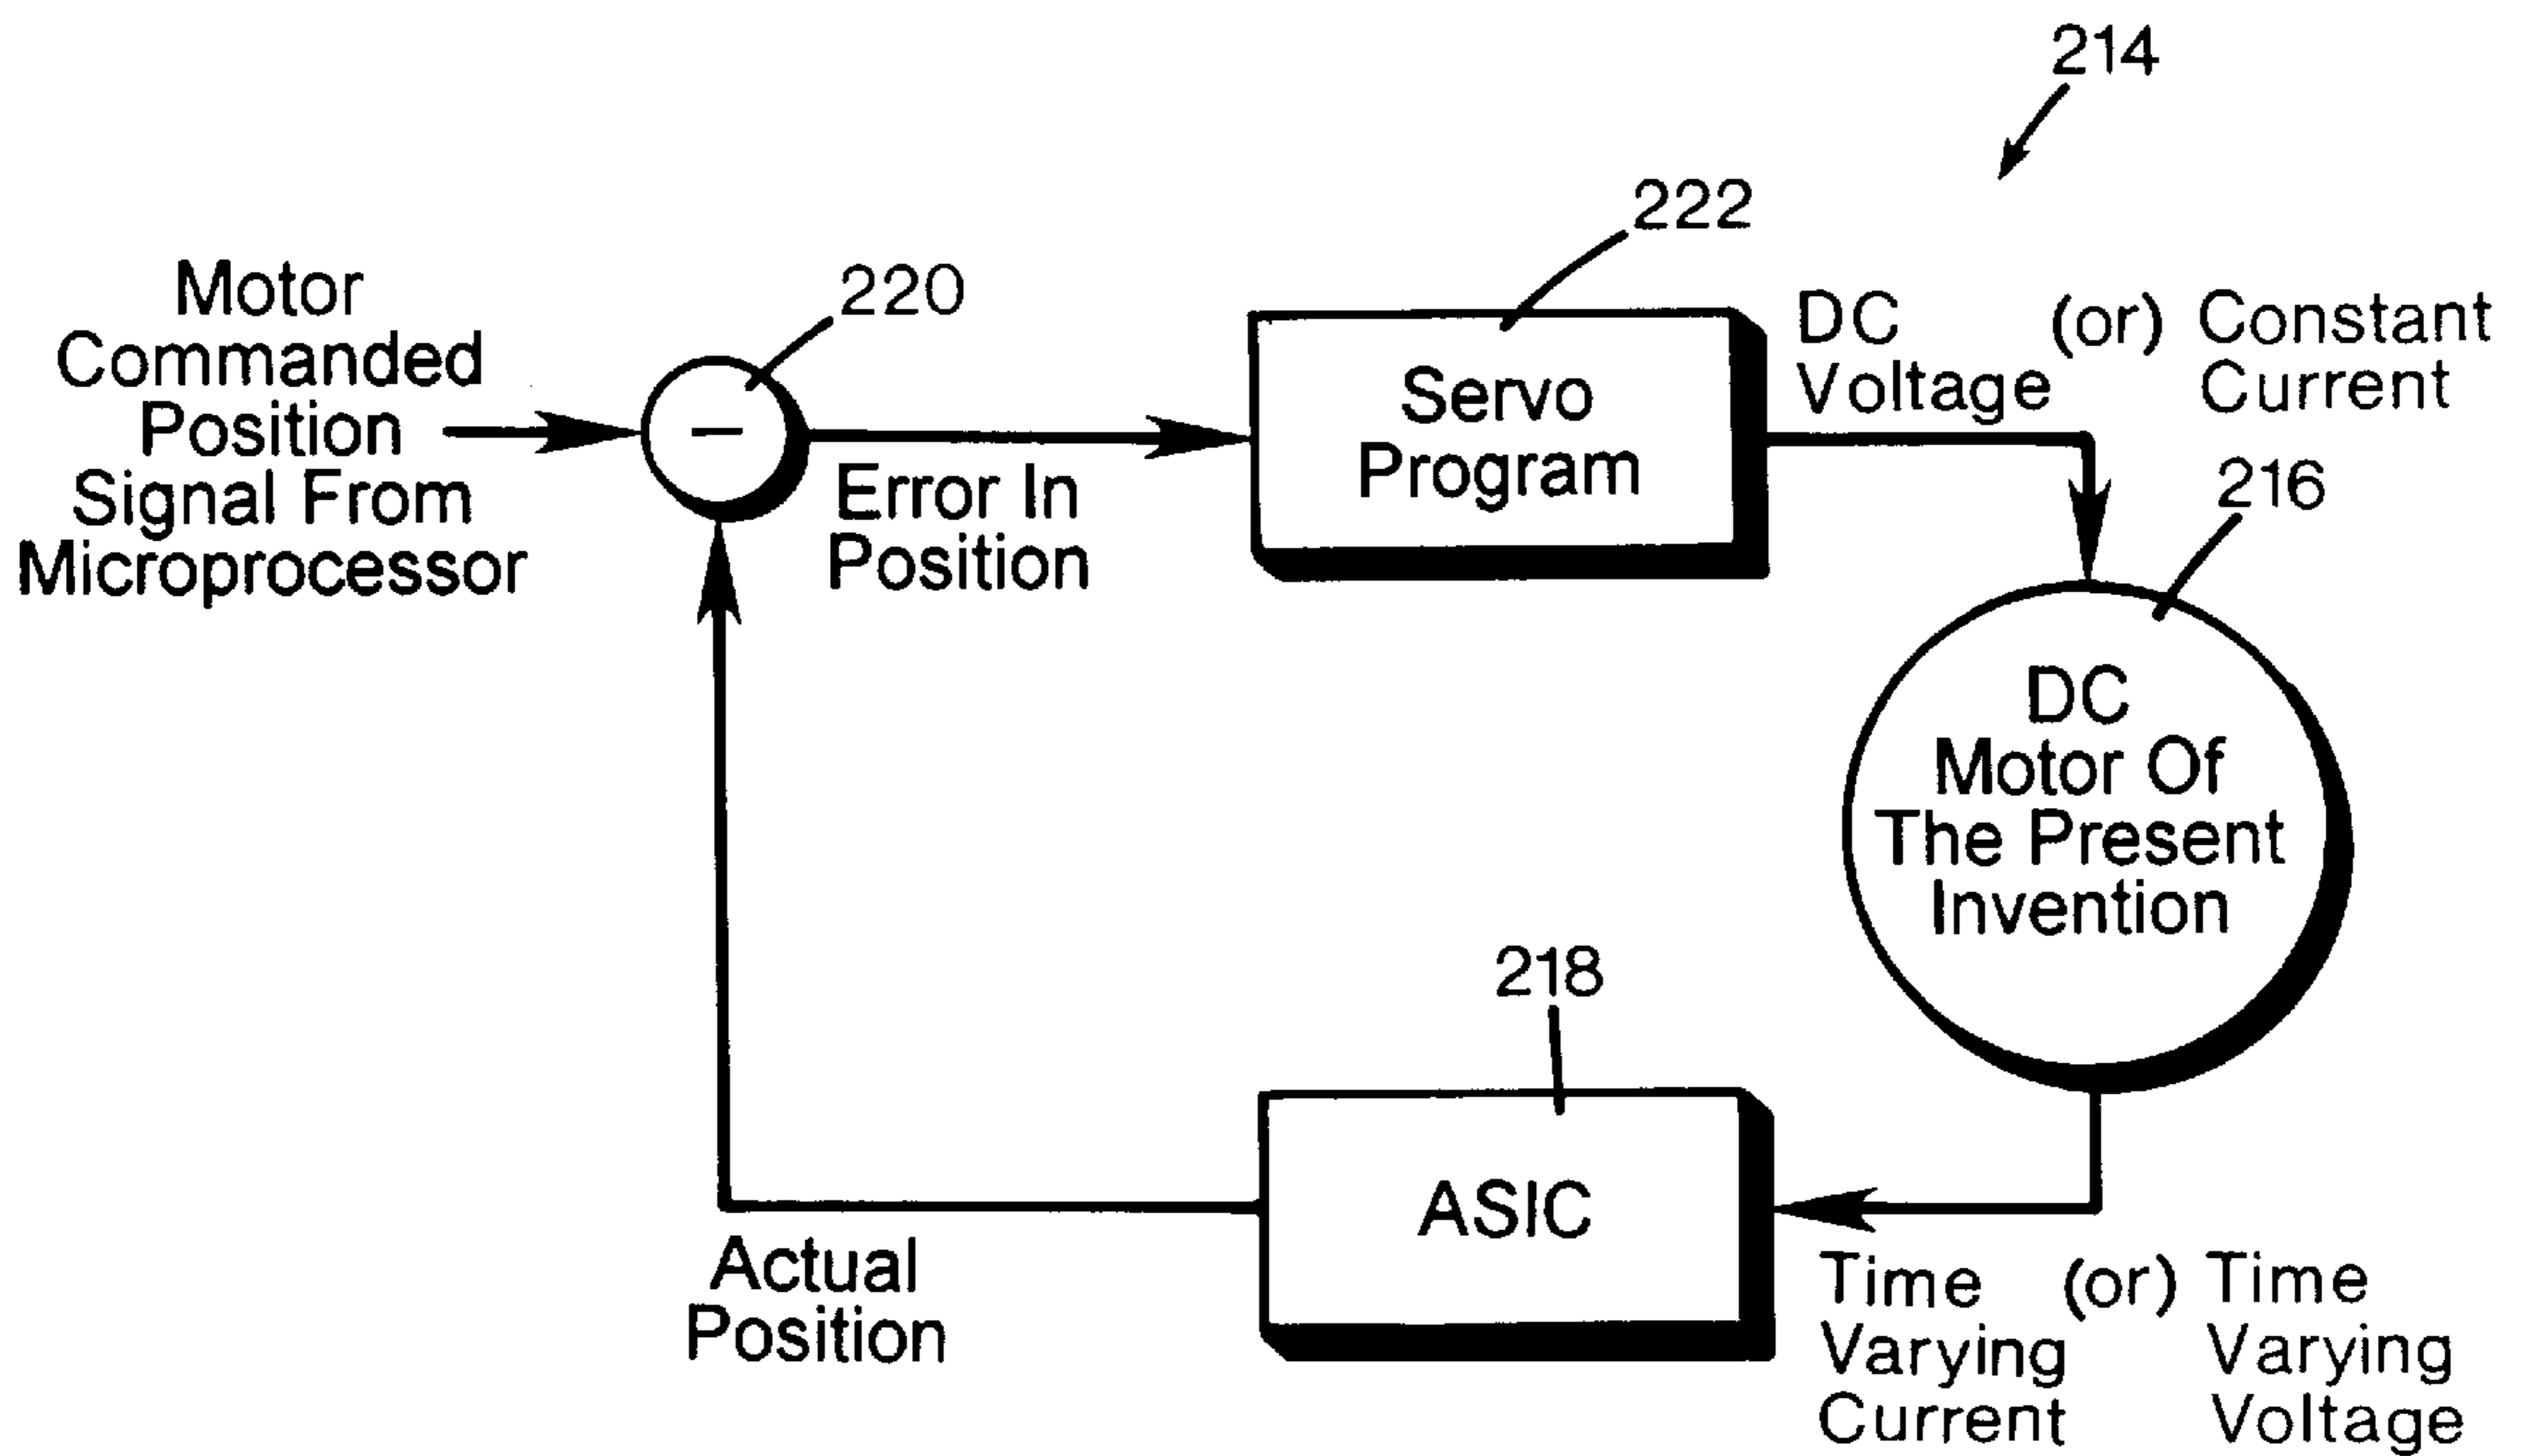 214
222
220
Motor
Commanded
Position
Signal From
Microprocessor
−
Error In
Position
Servo
Program
DC (or) Constant
Voltage Current
216
DC
Motor Of
The Present
Invention
218
ASIC
Actual
Position
Time (or) Time
Varying Varying
Current Voltage